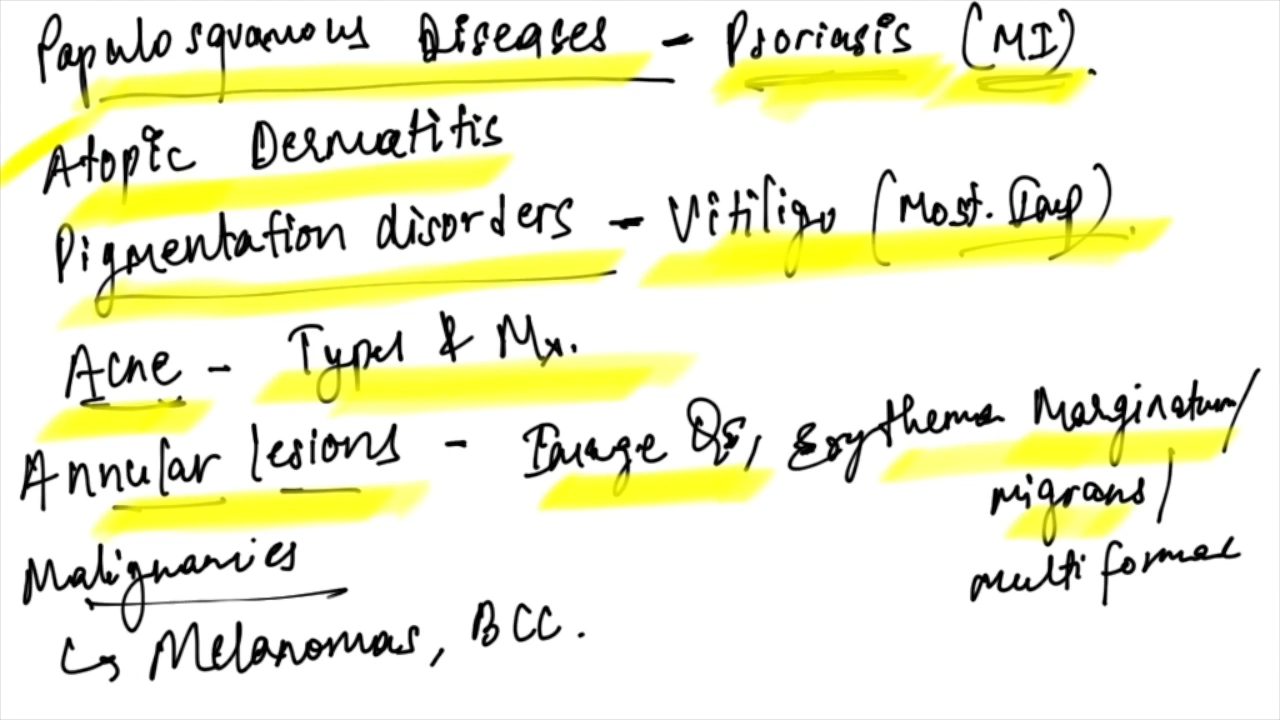 Papulosquamous Diseases - Psoriasis (MI).
Atopic Dermatitis
Pigmentation disorders - Vitiligo (Most. Imp).
Acne - Types & Mx.
Annular lesions - Image Qs, Erythema Marginatum/
migrans/
multiformae
Malignancies
↳ Melanomas, BCC.